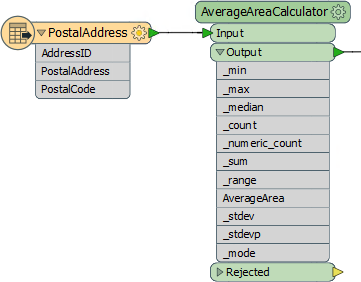 PostalAddress
AddressID
PostalAddress
PostalCode
AverageAreaCalculator
Input
Output
_min
_max
_median
_count
_numeric_count
_sum
_range
AverageArea
_stdev
_stdevp
_mode
Rejected